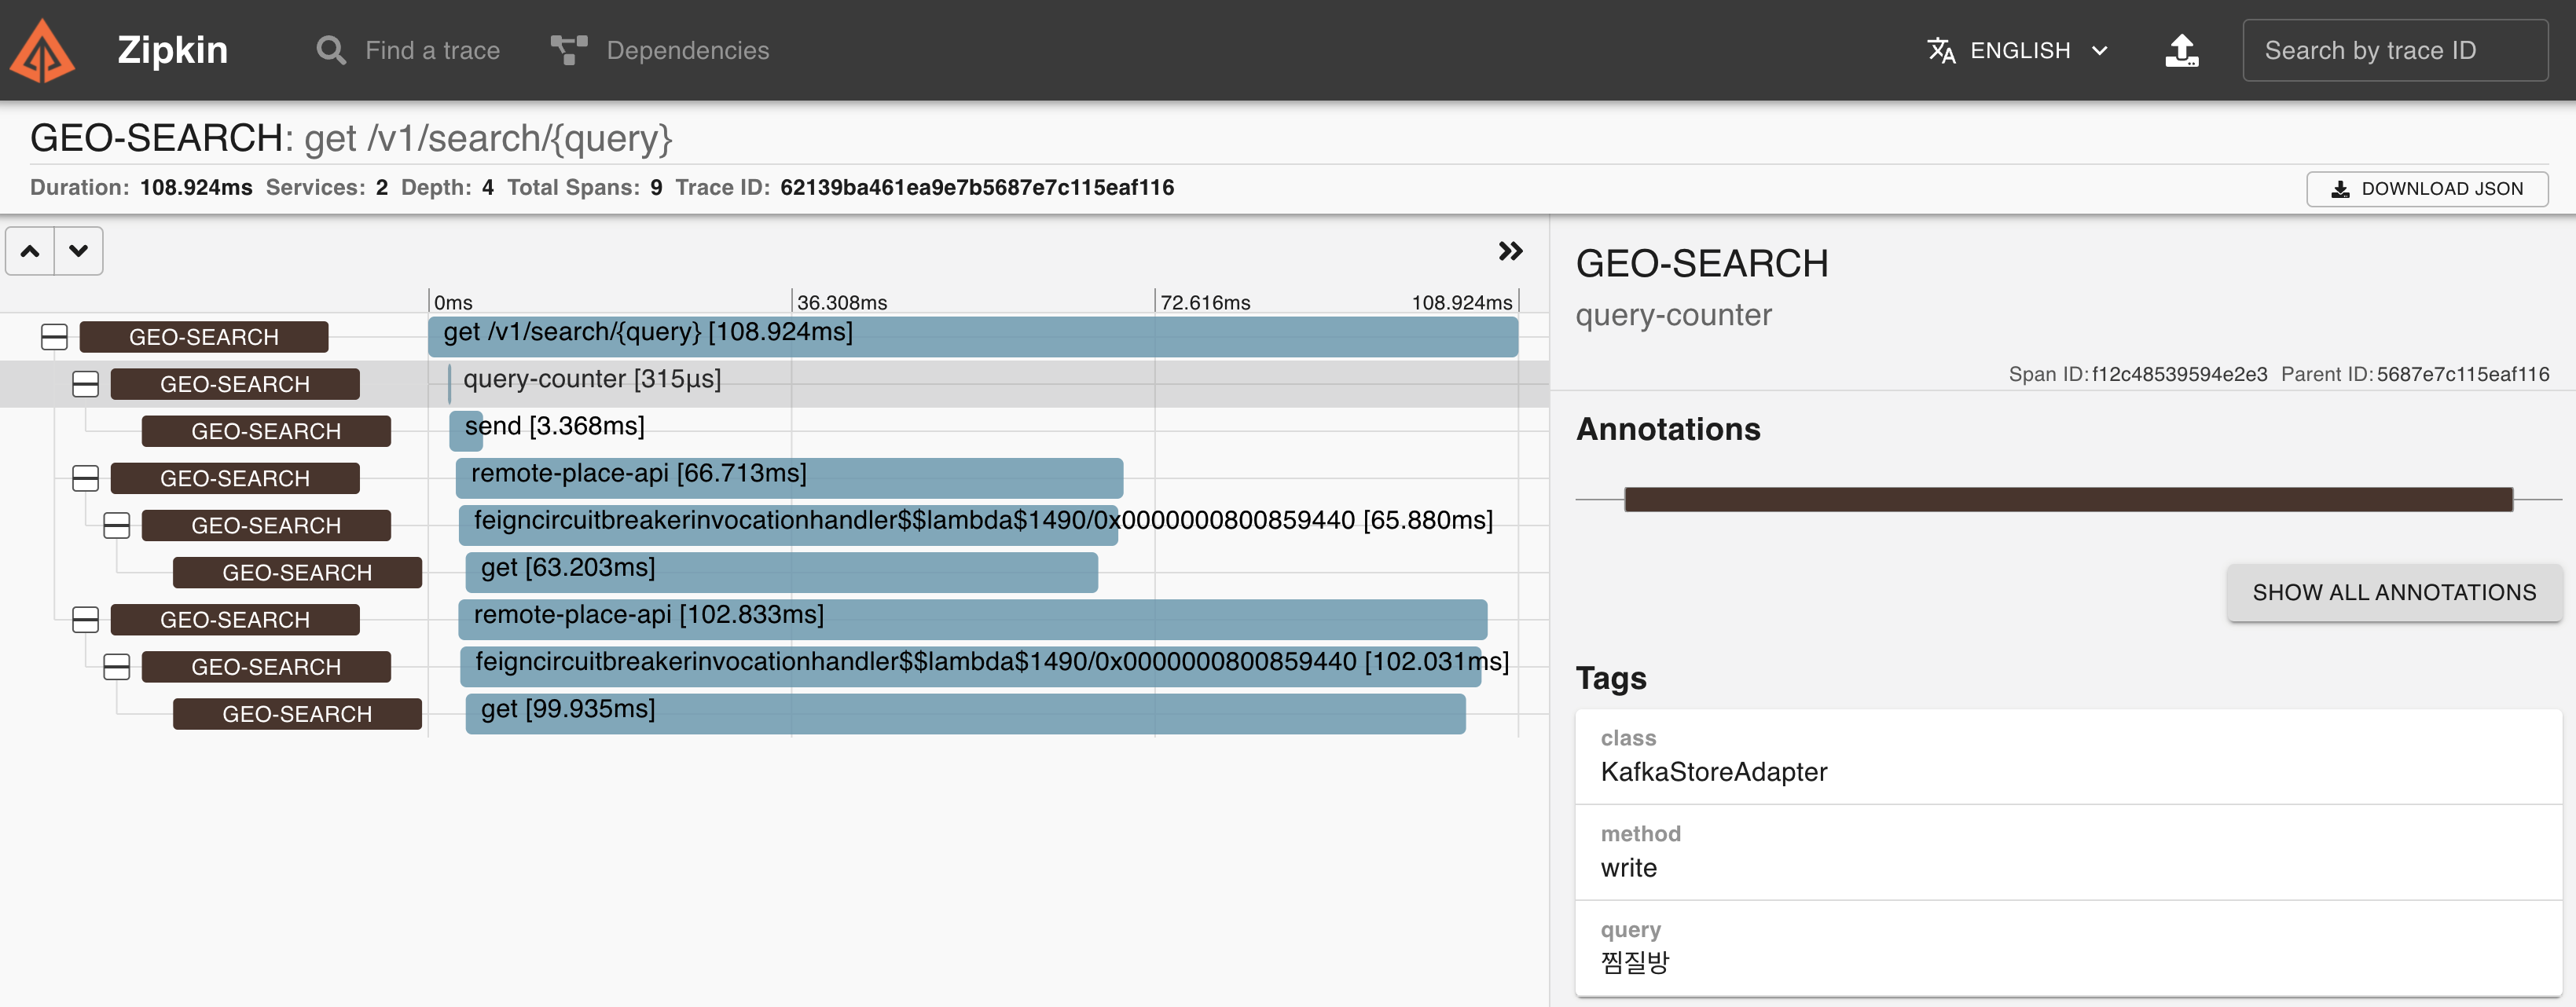 Zipkin
Find a trace
Dependencies
ENGLISH
Search by trace ID
GEO-SEARCH: get /v1/search/{query}
Duration: 108.924ms Services: 2 Depth: 4 Total Spans: 9 Trace ID: 62139ba461ea9e7b5687e7c115eaf116
DOWNLOAD JSON
0ms
36.308ms
72.616ms
108.924ms
GEO-SEARCH
get /v1/search/{query} [108.924ms]
GEO-SEARCH
query-counter [315μs]
GEO-SEARCH
send [3.368ms]
GEO-SEARCH
remote-place-api [66.713ms]
GEO-SEARCH
feigncircuitbreakerinvocationhandler$$lambda$1490/0x0000000800859440 [65.880ms]
GEO-SEARCH
get [63.203ms]
GEO-SEARCH
remote-place-api [102.833ms]
GEO-SEARCH
feigncircuitbreakerinvocationhandler$$lambda$1490/0x0000000800859440 [102.031ms]
GEO-SEARCH
get [99.935ms]
GEO-SEARCH
query-counter
Span ID: f12c48539594e2e3 Parent ID: 5687e7c115eaf116
Annotations
SHOW ALL ANNOTATIONS
Tags
class
KafkaStoreAdapter
method
write
query
찜질방